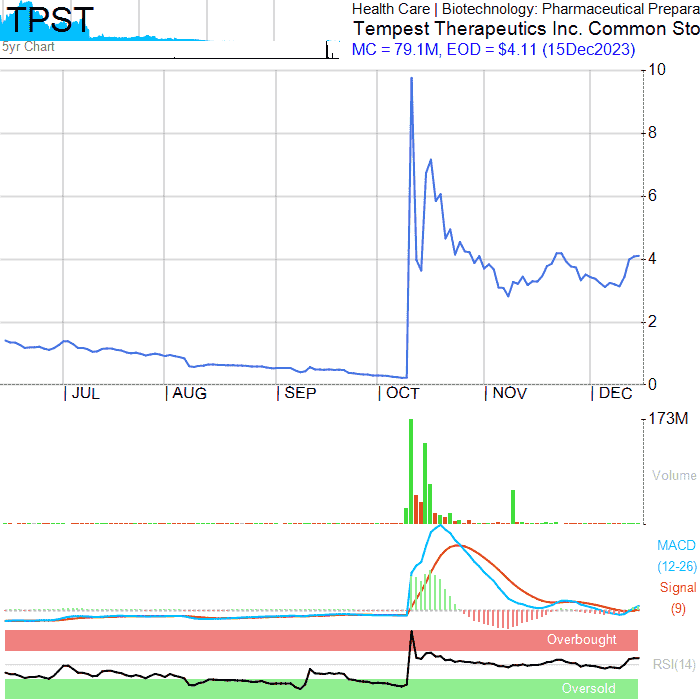 TPST
Health Care | Biotechnology: Pharmaceutical Prepara
Tempest Therapeutics Inc. Common Sto
5yr Chart
MC = 79.1M, EOD = $4.11 (15Dec2023)
10
8
6
4
2
0
JUL
AUG
SEP
OCT
NOV
DEC
173M
Volume
MACD
(12-26)
Signal
(9)
Overbought
RSI(14)
Oversold